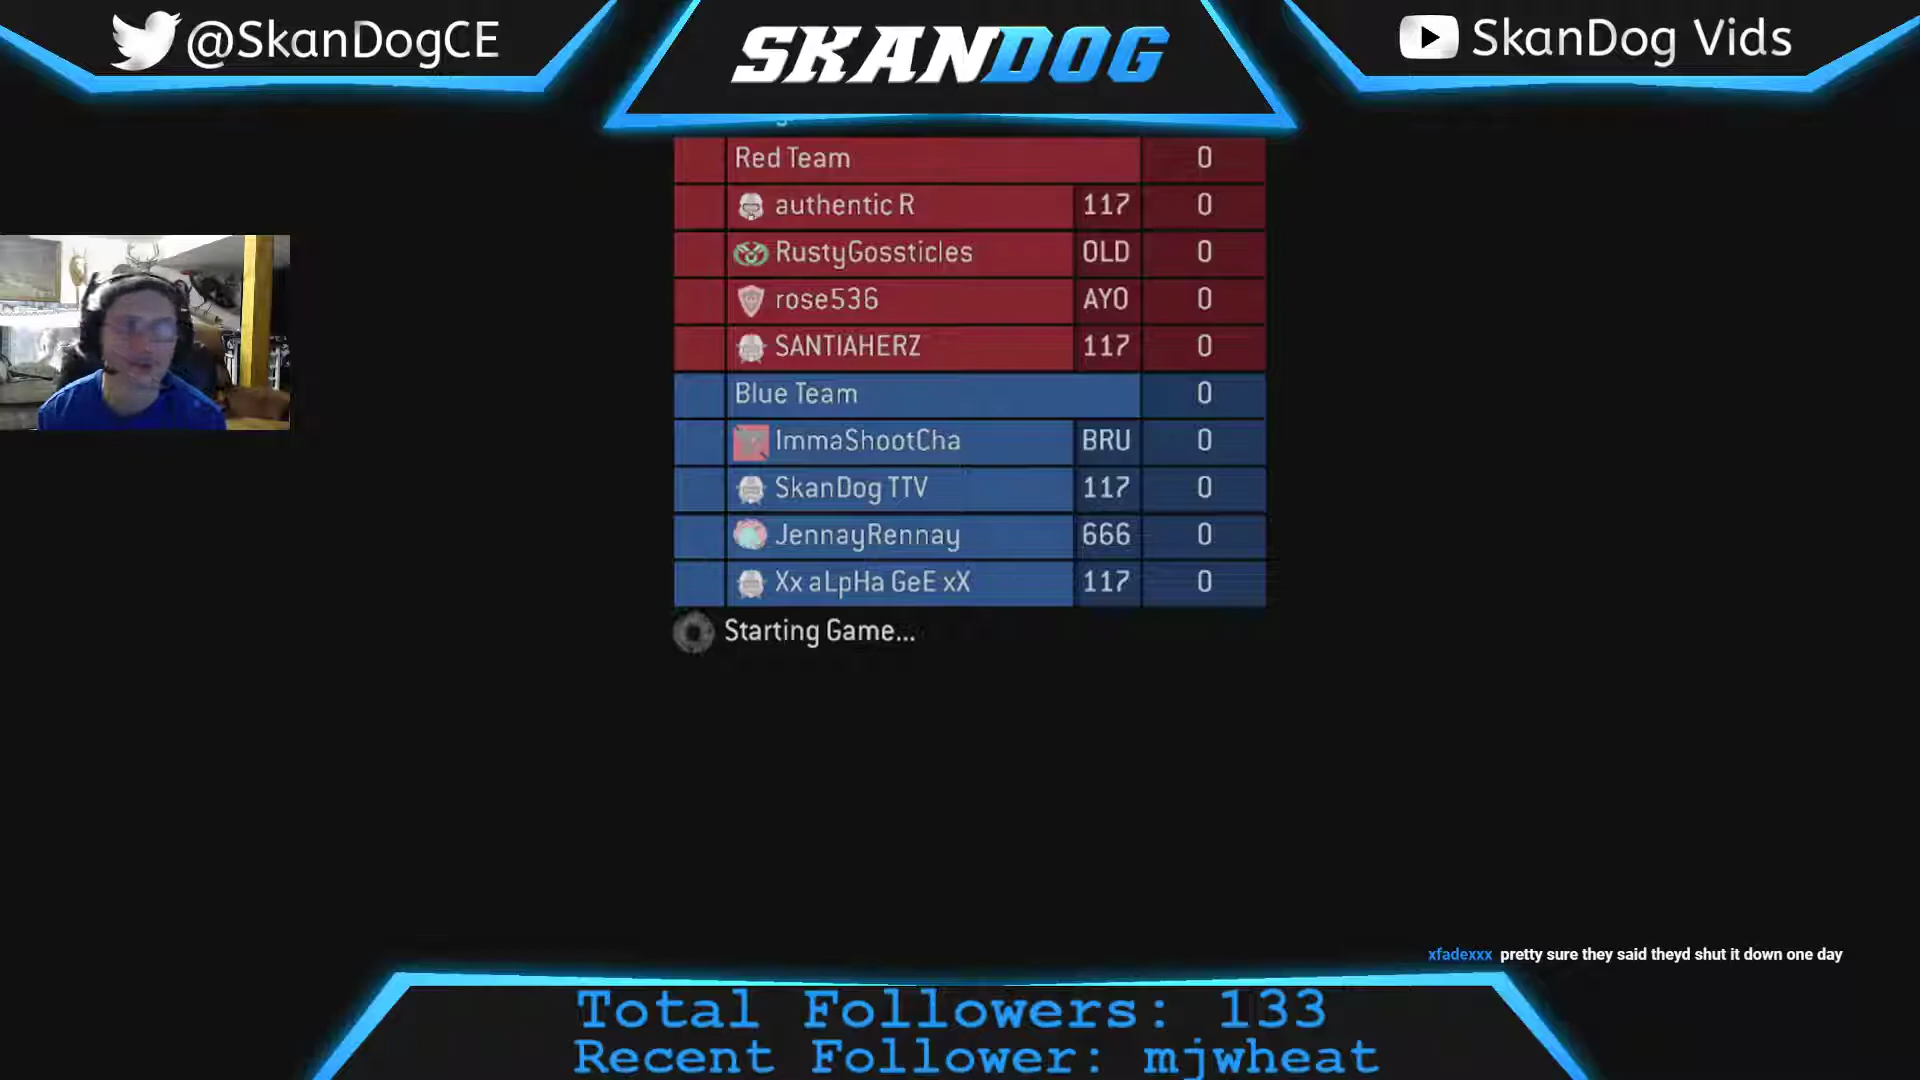 @SkanDogCE
SKANDOG
SkanDog Vids
Red Team 0
authentic R 117 0
RustyGossticles OLD 0
rose536 AYO 0
SANTIAHERZ 117 0
Blue Team 0
ImmaShootCha BRU 0
SkanDog TTV 117 0
JennayRennay 666 0
Xx aLpHa GeE xX 117 0
Starting Game...
xfadexxx pretty sure they said theyd shut it down one day
Total Followers: 133
Recent Follower: mjwheat